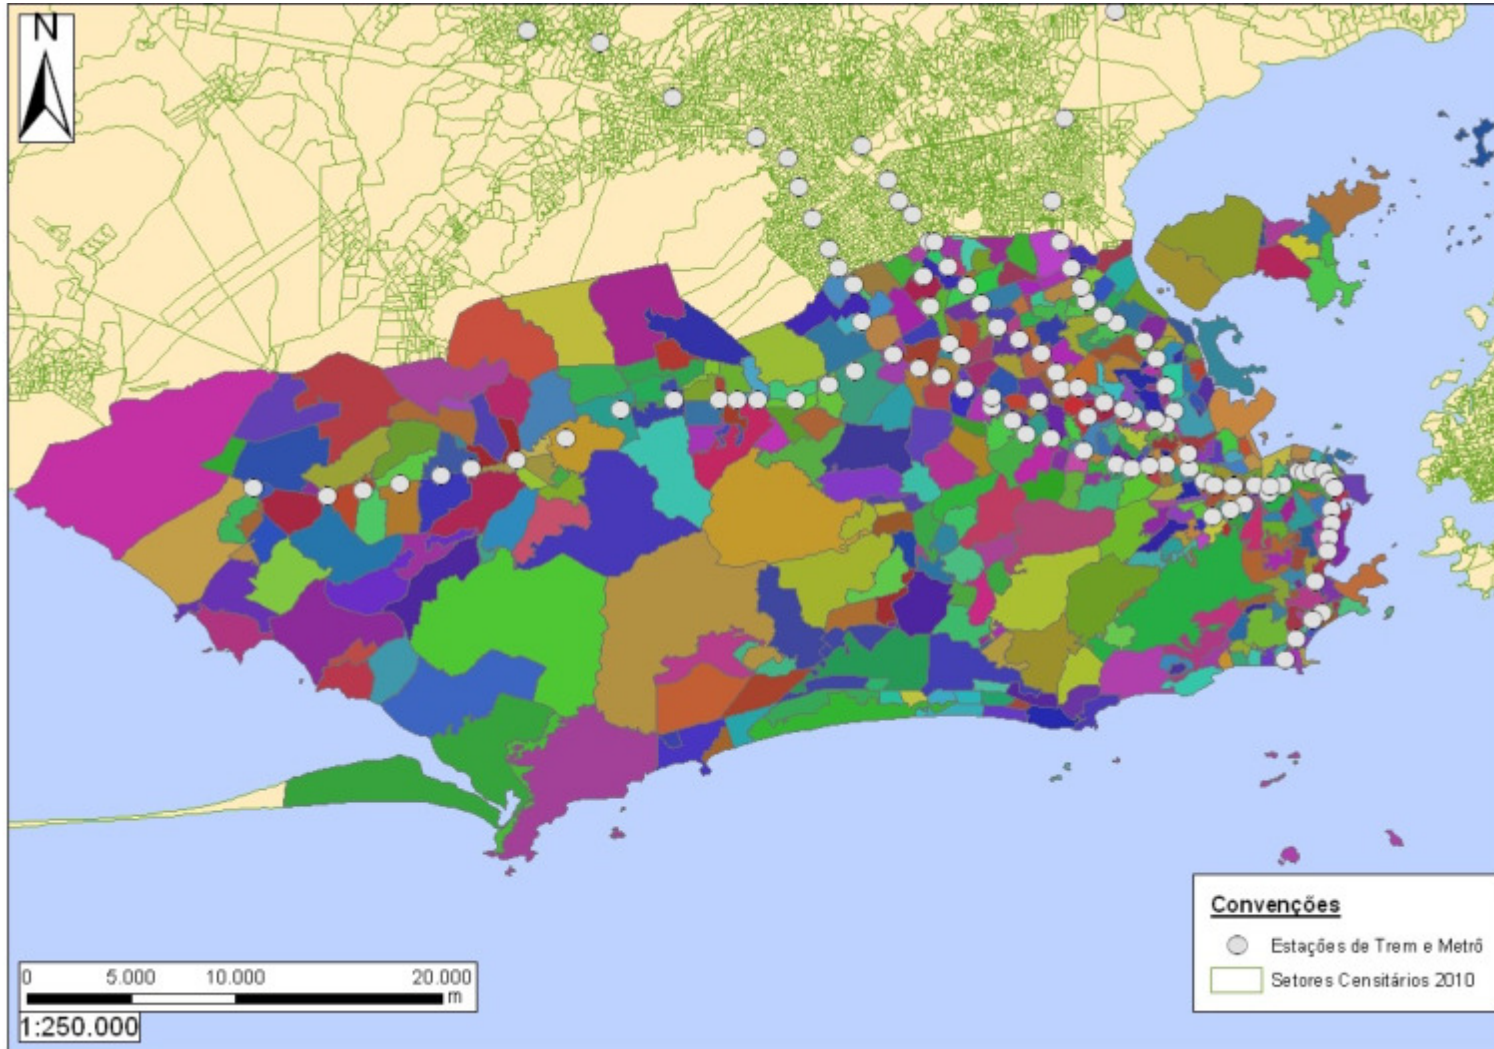 N
Convenções
Estações de Trem e Metrô
Setores Censitários 2010
0 5.000 10.000 20.000
m
1:250.000